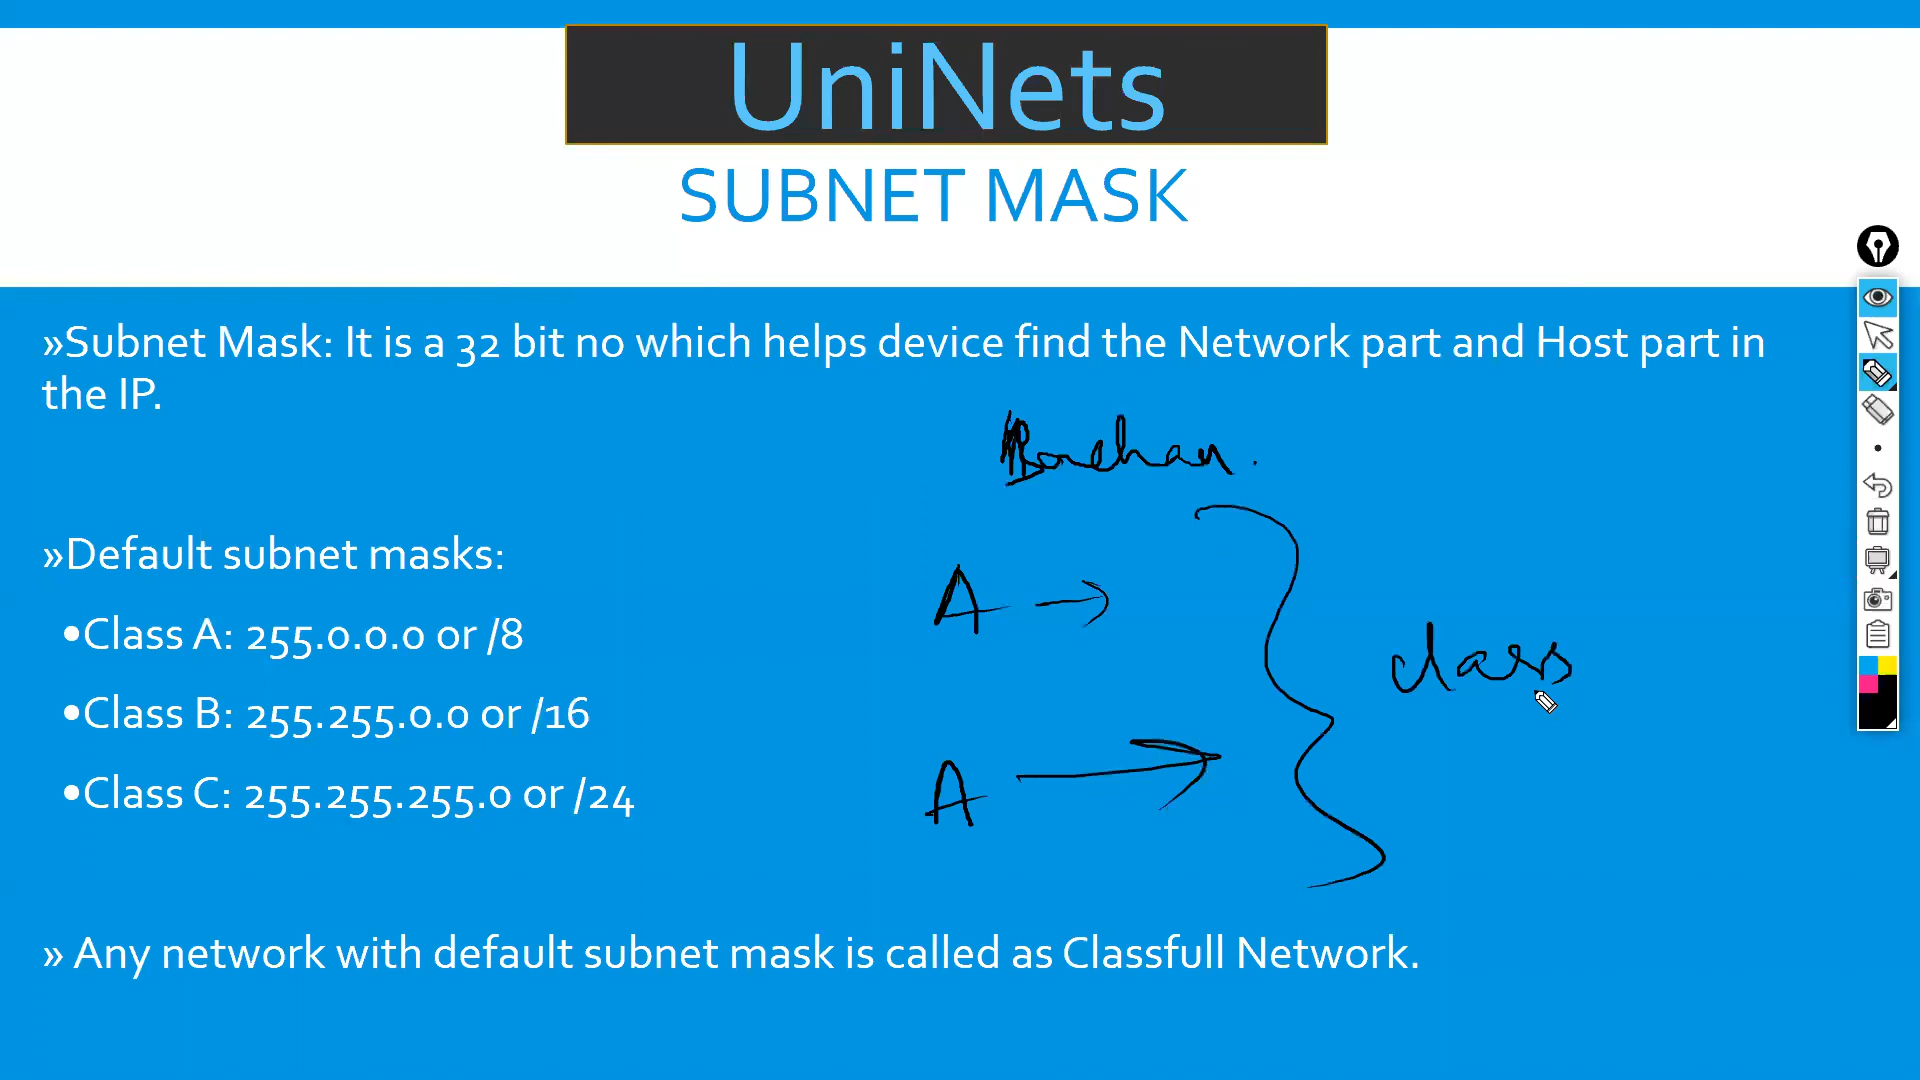 UniNets
SUBNET MASK
»Subnet Mask: It is a 32 bit no which helps device find the Network part and Host part in
the IP.
»Default subnet masks:
•Class A: 255.0.0.0 or /8
A →
class
•Class B: 255.255.0.0 or /16
A →
•Class C: 255.255.255.0 or /24
» Any network with default subnet mask is called as Classfull Network.